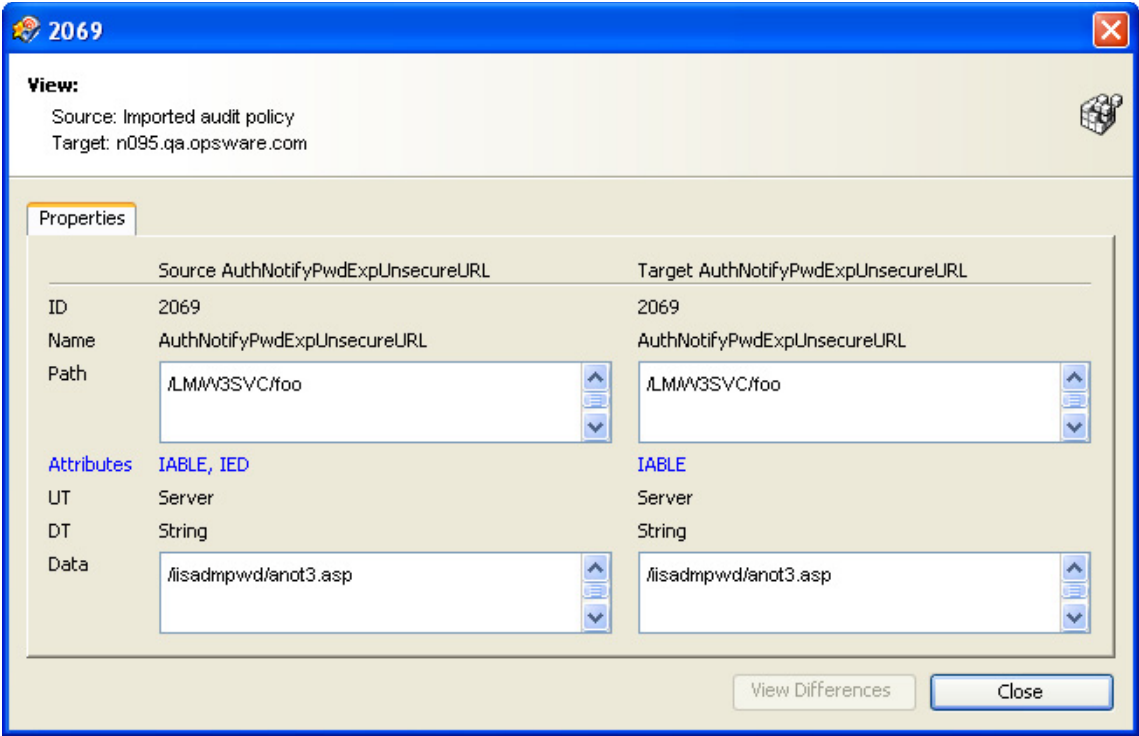 2069
View:
Source: Imported audit policy
Target: n095.qa.opsware.com
Properties
Source AuthNotifyPwdExpUnsecureURL Target AuthNotifyPwdExpUnsecureURL
ID 2069 2069
Name AuthNotifyPwdExpUnsecureURL AuthNotifyPwdExpUnsecureURL
Path /LM/W3SVC/foo /LM/W3SVC/foo
Attributes IABLE, IED IABLE
UT Server Server
DT String String
Data /iisadmpwd/anot3.asp /iisadmpwd/anot3.asp
View Differences Close